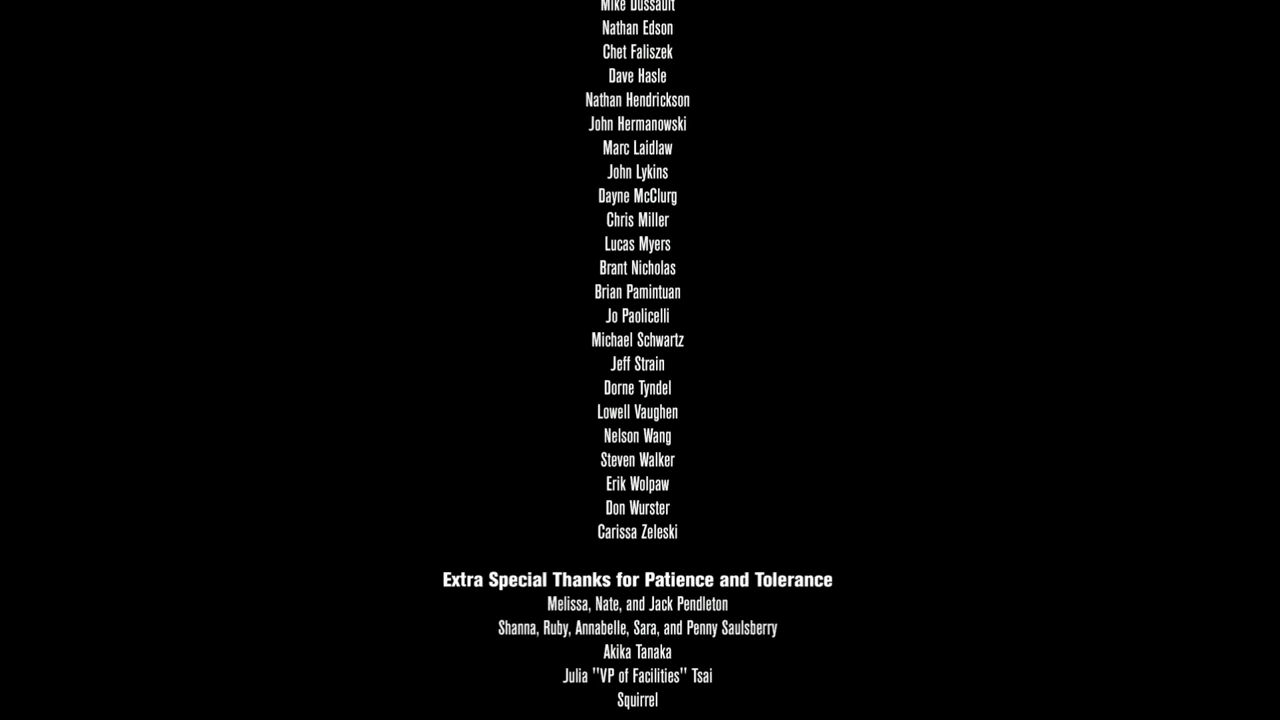 Mike Dussault
Nathan Edson
Chet Faliszek
Dave Hasle
Nathan Hendrickson
John Hermanowski
Marc Laidlaw
John Lykins
Dayne McClurg
Chris Miller
Lucas Myers
Brant Nicholas
Brian Pamintuan
Jo Paolicelli
Michael Schwartz
Jeff Strain
Dorne Tyndel
Lowell Vaughen
Nelson Wang
Steven Walker
Erik Wolpaw
Don Wurster
Carissa Zeleski
Extra Special Thanks for Patience and Tolerance
Melissa, Nate, and Jack Pendleton
Shanna, Ruby, Annabelle, Sara, and Penny Saulsberry
Akika Tanaka
Julia "VP of Facilities" Tsai
Squirrel